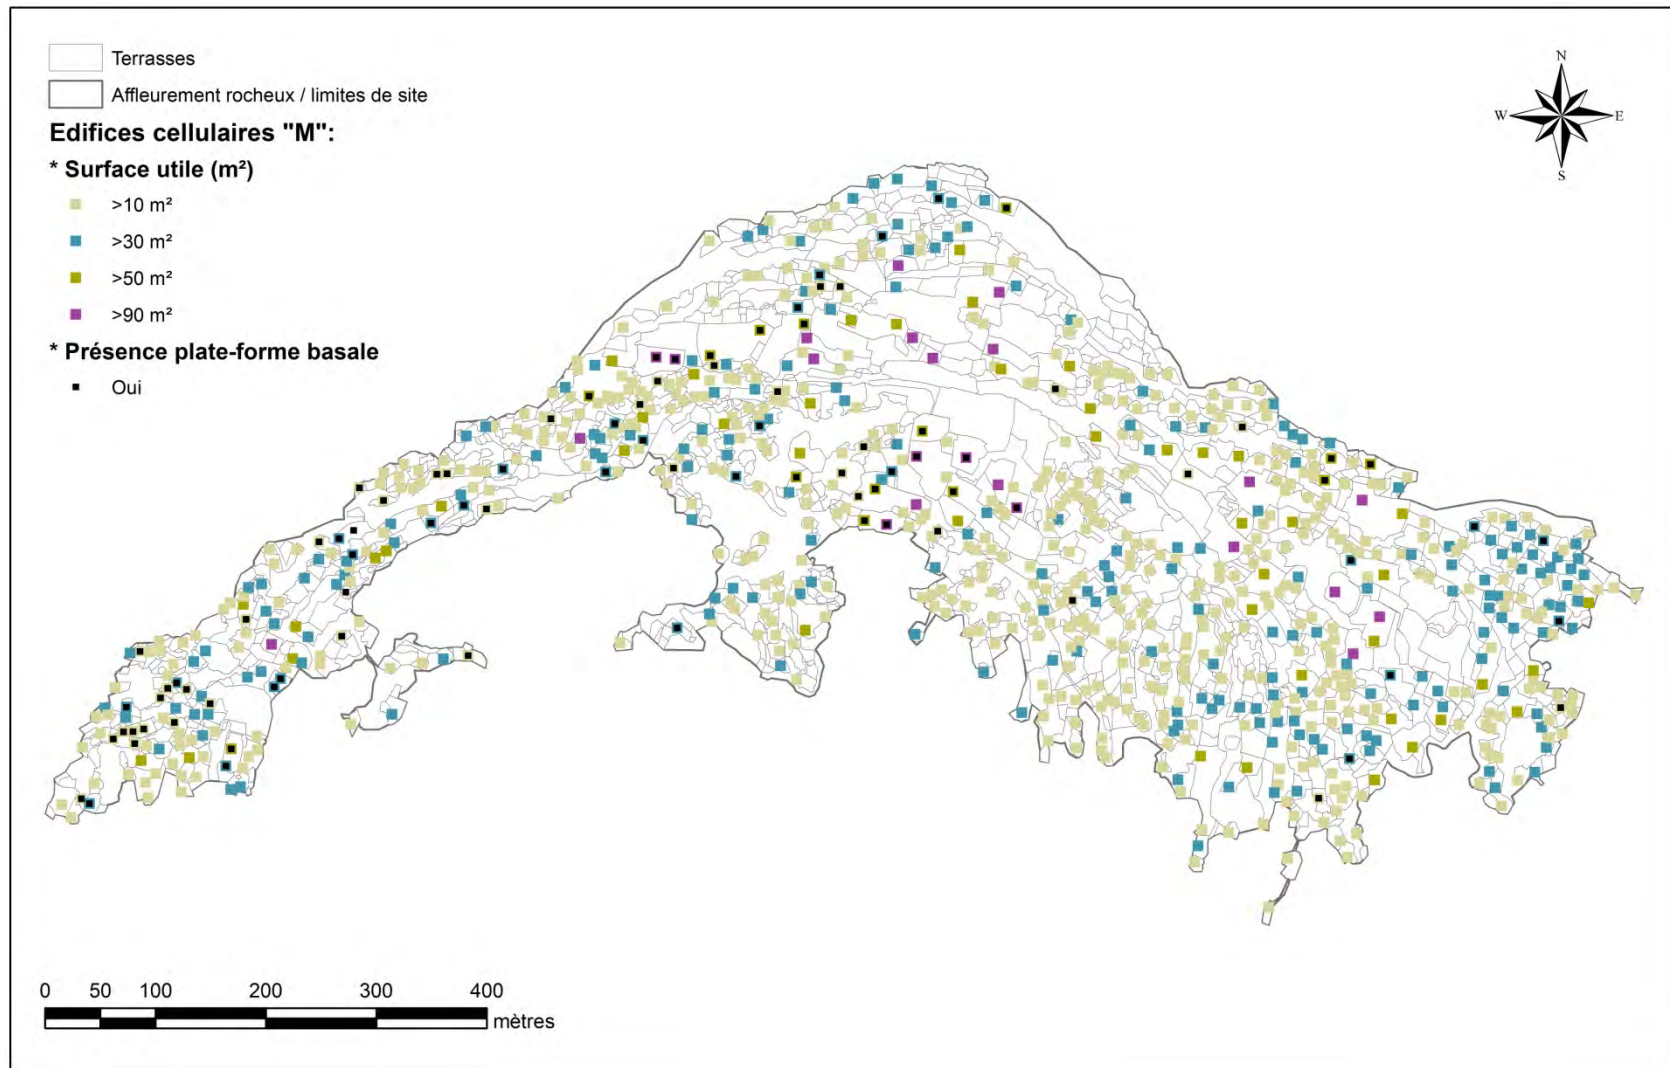 Terrasses
Affleurement rocheux / limites de site
Edifices cellulaires "M":
* Surface utile (m²)
>10 m²
>30 m²
>50 m²
>90 m²
* Présence plate-forme basale
Oui
N
W E
S
0 50 100 200 300 400
mètres